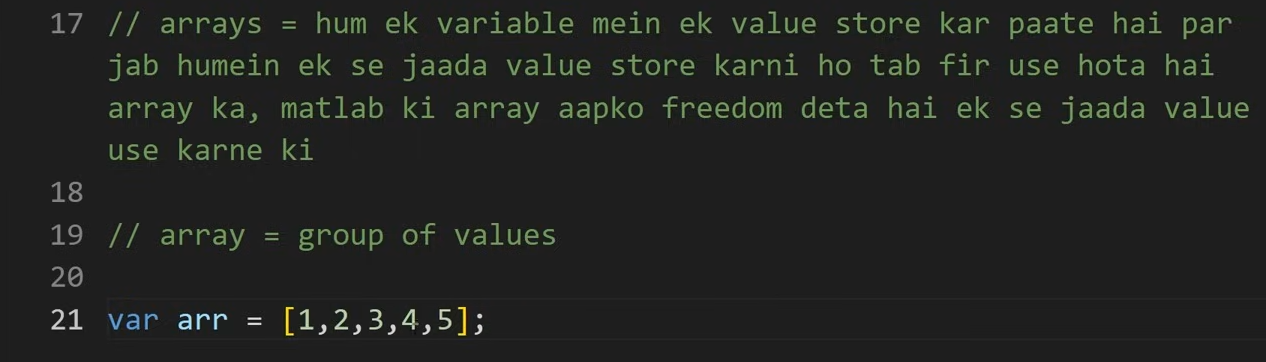 17 // arrays = hum ek variable mein ek value store kar paate hai par
jab humein ek se jaada value store karni ho tab fir use hota hai
array ka, matlab ki array aapko freedom deta hai ek se jaada value
use karne ki
18
19 // array = group of values
20
21 var arr = [1,2,3,4,5];